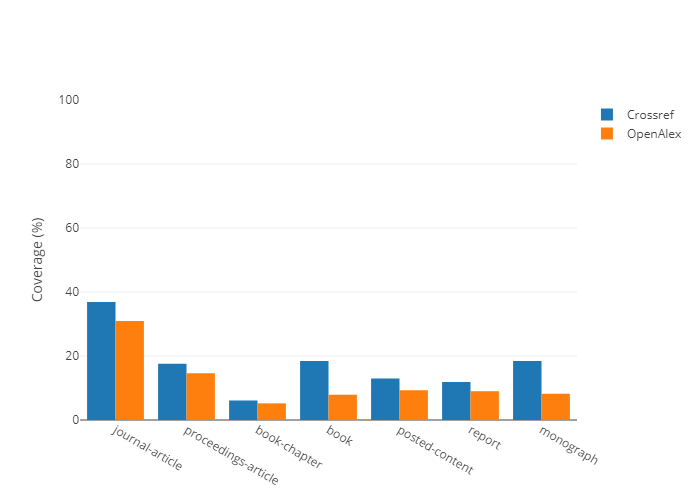 100
80
60
40
20
0
Coverage (%)
journal-article
proceedings-article
book-chapter
book
posted-content
report
monograph
Crossref
OpenAlex